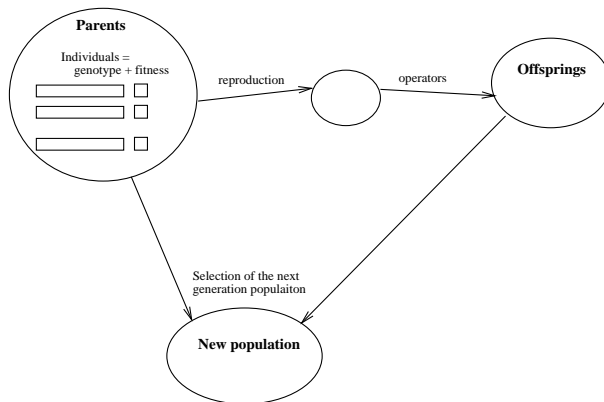 Parents
Individuals =
genotype + fitness
reproduction
operators
Offsprings
Selection of the next
generation populaiton
New population